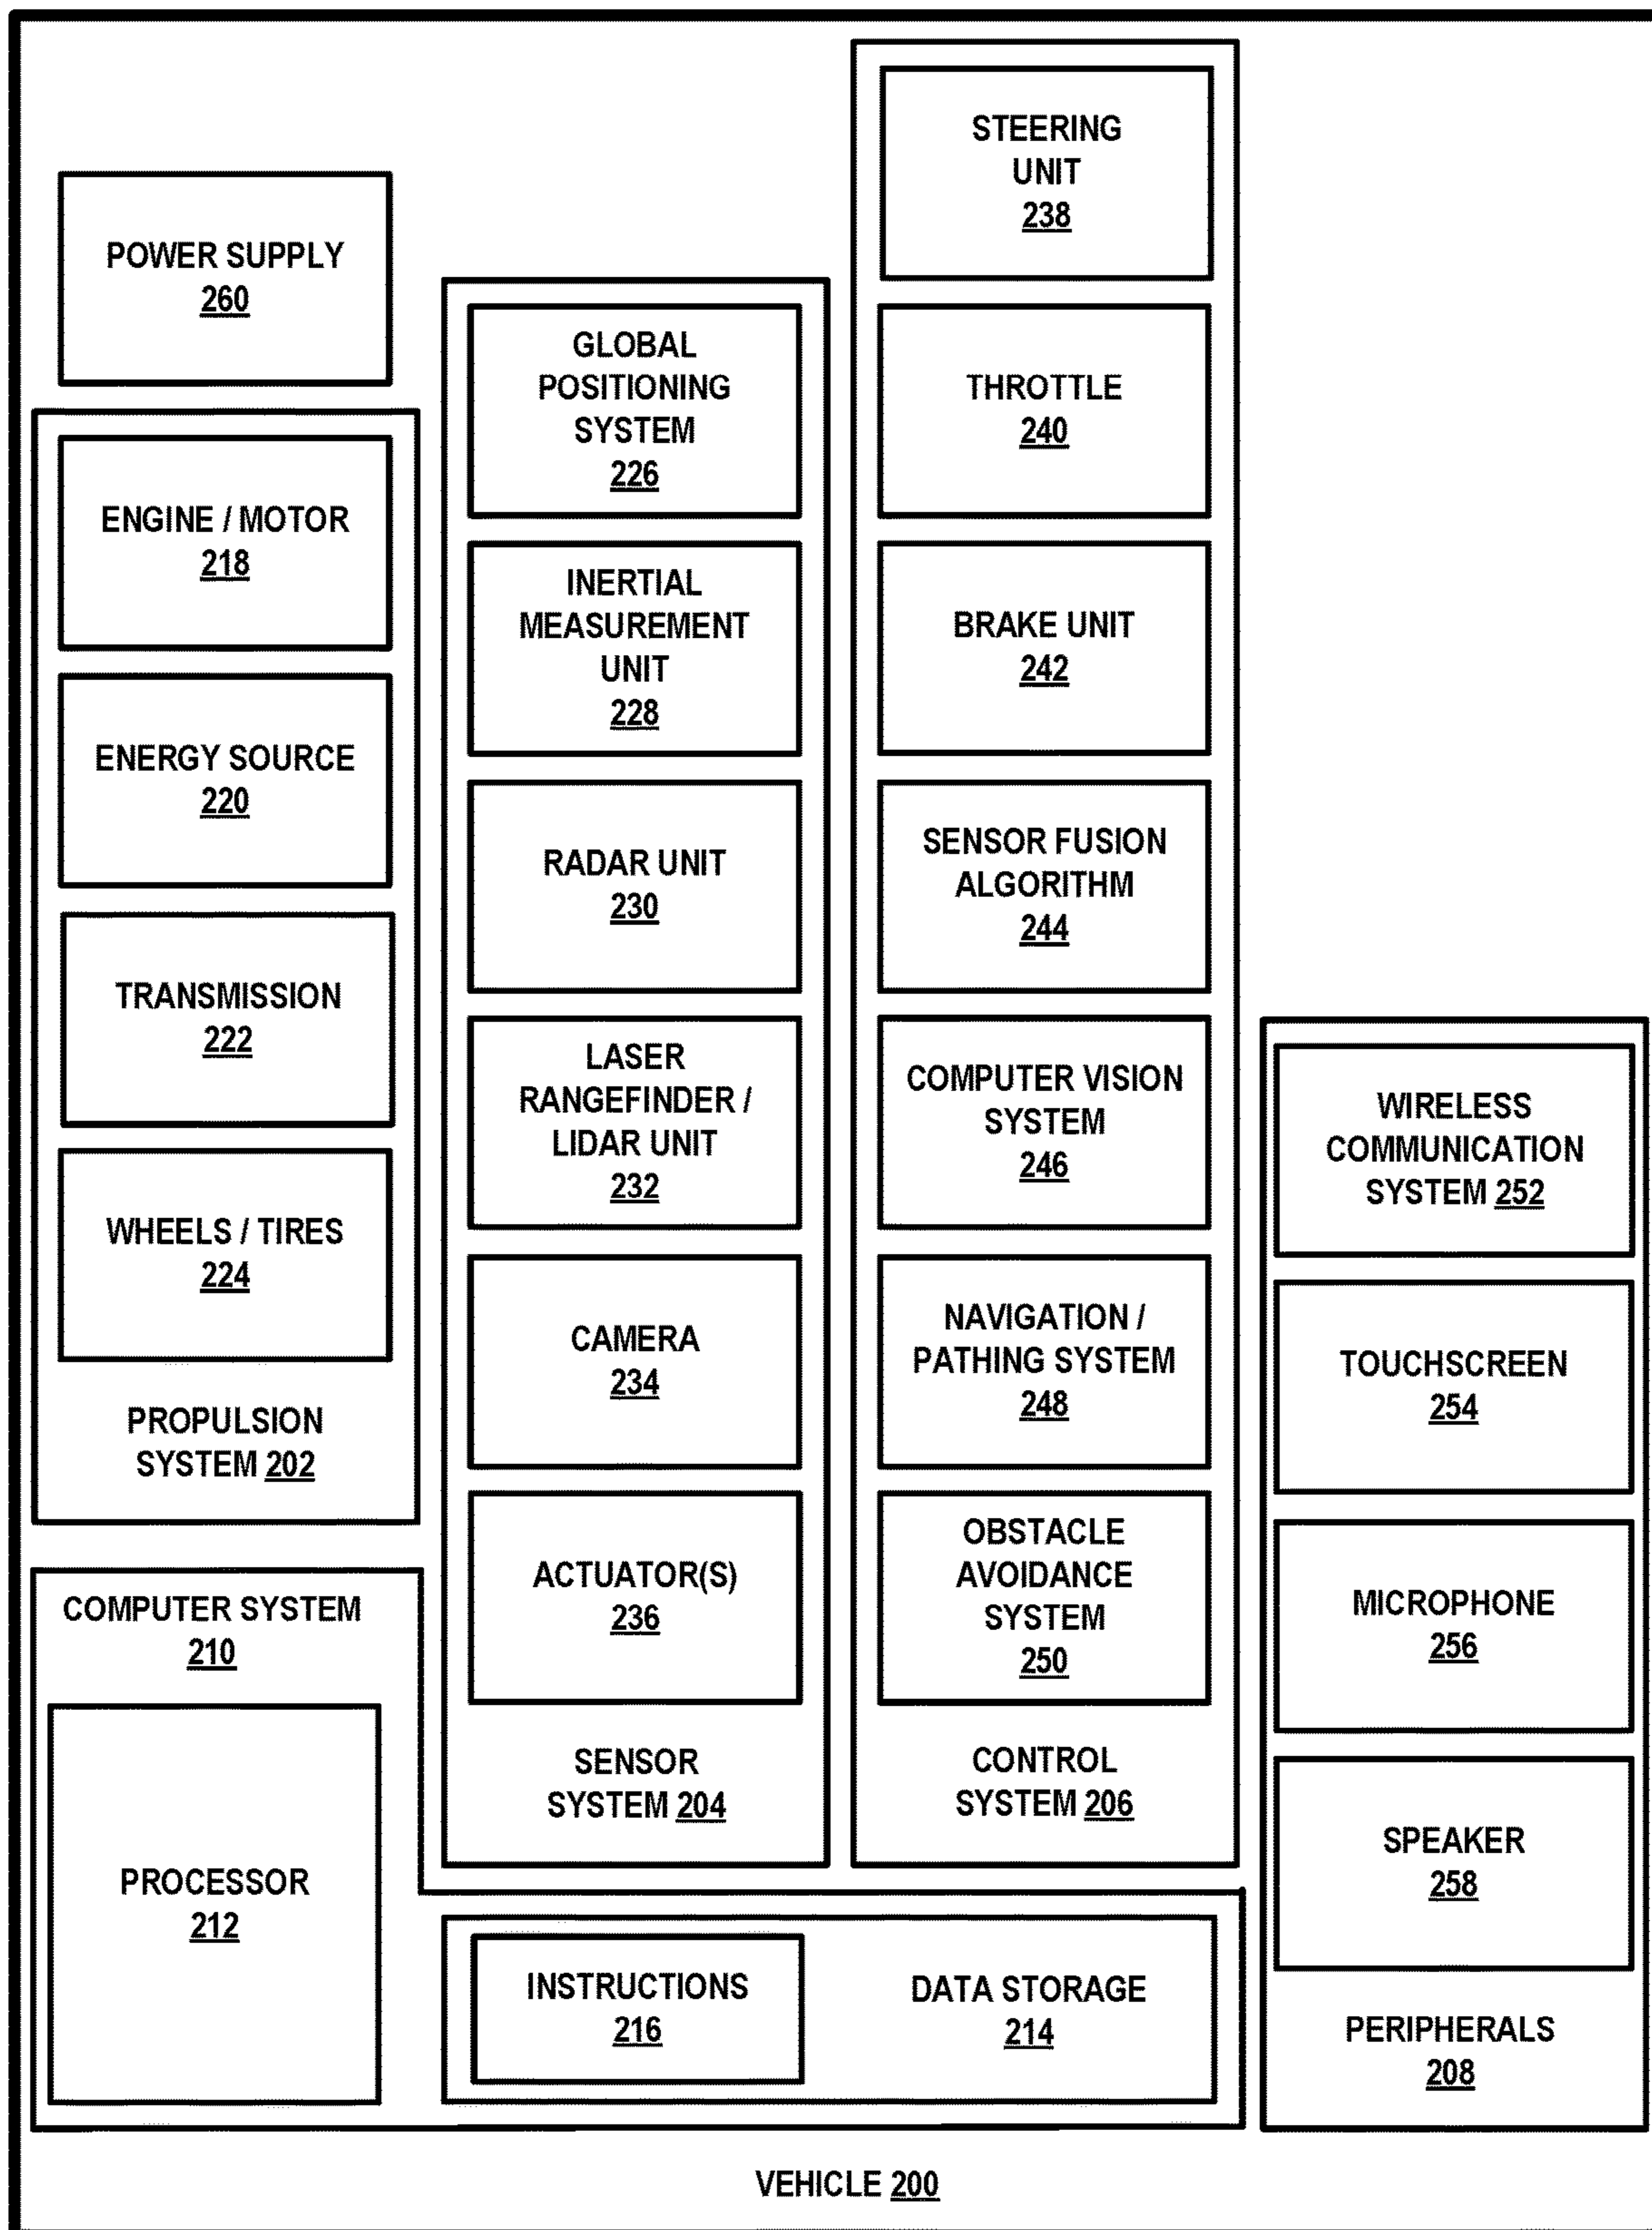 POWER SUPPLY
260
ENGINE / MOTOR
218
ENERGY SOURCE
220
TRANSMISSION
222
WHEELS / TIRES
224
PROPULSION
SYSTEM 202
COMPUTER SYSTEM
210
PROCESSOR
212
GLOBAL
POSITIONING
SYSTEM
226
INERTIAL
MEASUREMENT
UNIT
228
RADAR UNIT
230
LASER
RANGEFINDER /
LIDAR UNIT
232
CAMERA
234
ACTUATOR(S)
236
SENSOR
SYSTEM 204
STEERING
UNIT
238
THROTTLE
240
BRAKE UNIT
242
SENSOR FUSION
ALGORITHM
244
COMPUTER VISION
SYSTEM
246
NAVIGATION /
PATHING SYSTEM
248
OBSTACLE
AVOIDANCE
SYSTEM
250
CONTROL
SYSTEM 206
INSTRUCTIONS
216
DATA STORAGE
214
WIRELESS
COMMUNICATION
SYSTEM 252
TOUCHSCREEN
254
MICROPHONE
256
SPEAKER
258
PERIPHERALS
208
VEHICLE 200